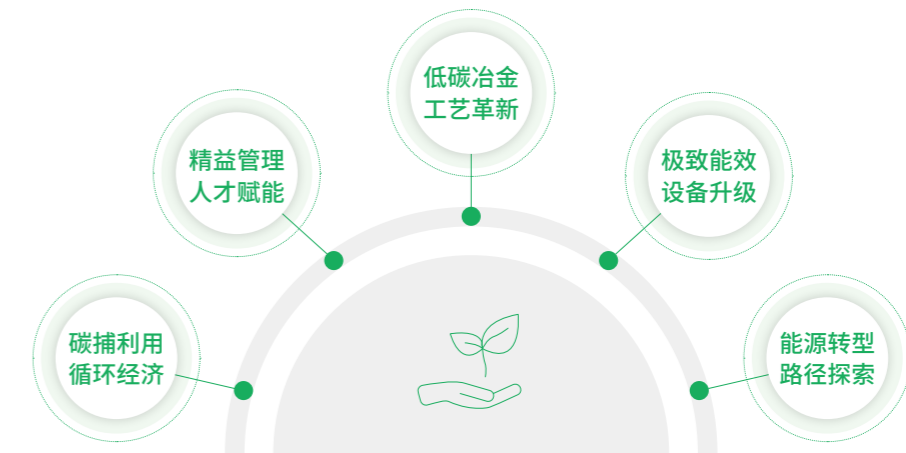 低碳冶金
工艺革新
精益管理
人才赋能
极致能效
设备升级
碳捕利用
循环经济
能源转型
路径探索